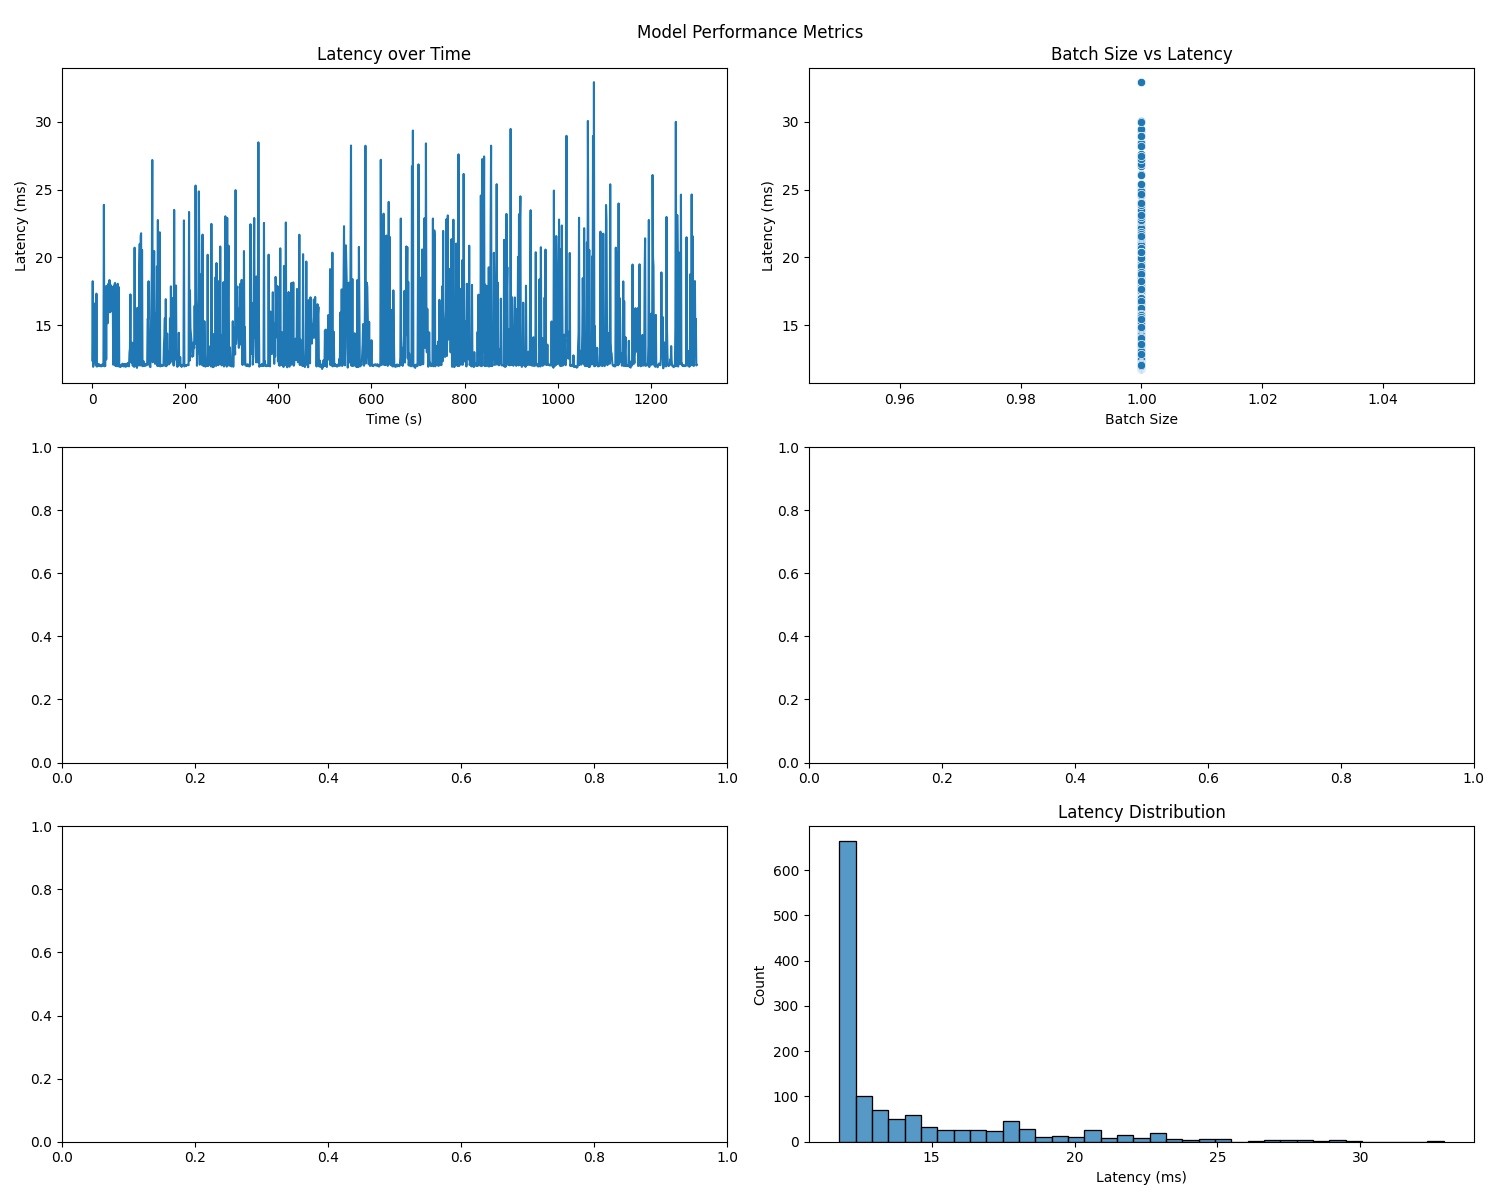 Model Performance Metrics
Latency over Time
Batch Size vs Latency
Latency (ms)
30
25
20
15
0 200 400 600 800 1000 1200
Time (s)
Latency (ms)
30
25
20
15
0.96 0.98 1.00 1.02 1.04
Batch Size
1.0
0.8
0.6
0.4
0.2
0.0
0.0 0.2 0.4 0.6 0.8 1.0
1.0
0.8
0.6
0.4
0.2
0.0
0.0 0.2 0.4 0.6 0.8 1.0
1.0
0.8
0.6
0.4
0.2
0.0
0.0 0.2 0.4 0.6 0.8 1.0
Latency Distribution
Count
600
500
400
300
200
100
0
15 20 25 30
Latency (ms)